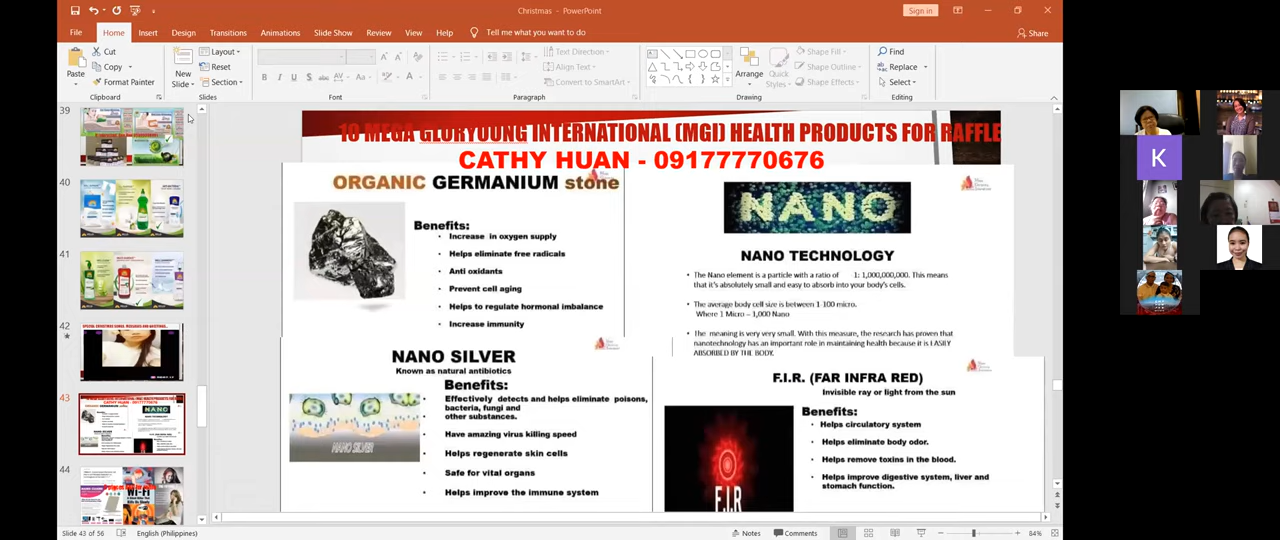 Christmas - PowerPoint
Sign in
File
Home
Insert
Design
Transitions
Animations
Slide Show
Review
View
Help
Tell me what you want to do
Share
Paste
Cut
Copy
Format Painter
Clipboard
New
Slide
Layout
Reset
Section
Slides
B I U S abc AV Aa A
Font
Text Direction
Align Text
Convert to SmartArt
Paragraph
Arrange
Quick
Styles
Shape Fill
Shape Outline
Shape Effects
Drawing
Find
Replace
Select
Editing
39
40
41
42
43
44
10 MEGA GLORYOUNG INTERNATIONAL (MGI) HEALTH PRODUCTS FOR RAFFLE
CATHY HUAN - 09177770676
ORGANIC GERMANIUM stone
Benefits:
• Increase in oxygen supply
• Helps eliminate free radicals
• Anti oxidants
• Prevent cell aging
• Helps to regulate hormonal imbalance
• Increase immunity
NANO
NANO TECHNOLOGY
• The Nano element is a particle with a ratio of 1: 1,000,000,000. This means
that it's absolutely small and easy to absorb into your body's cells.
• The average body cell size is between 1-100 micro.
Where 1 Micro – 1,000 Nano
• The meaning is very very small. With this measure, the research has proven that
nanotechnology has an important role in maintaining health because it is EASILY
ABSORBED BY THE BODY.
NANO SILVER
Known as natural antibiotics
Benefits:
• Effectively detects and helps eliminate poisons,
bacteria, fungi and
• other substances.
• Have amazing virus killing speed
• Helps regenerate skin cells
• Safe for vital organs
• Helps improve the immune system
NANO SILVER
F.I.R. (FAR INFRA RED)
Invisible ray or light from the sun
Benefits:
• Helps circulatory system
• Helps eliminate body odor.
• Helps remove toxins in the blood.
• Helps improve digestive system, liver and
stomach function.
F.I.R
K
Slide 43 of 56
English (Philippines)
Notes
Comments
84%